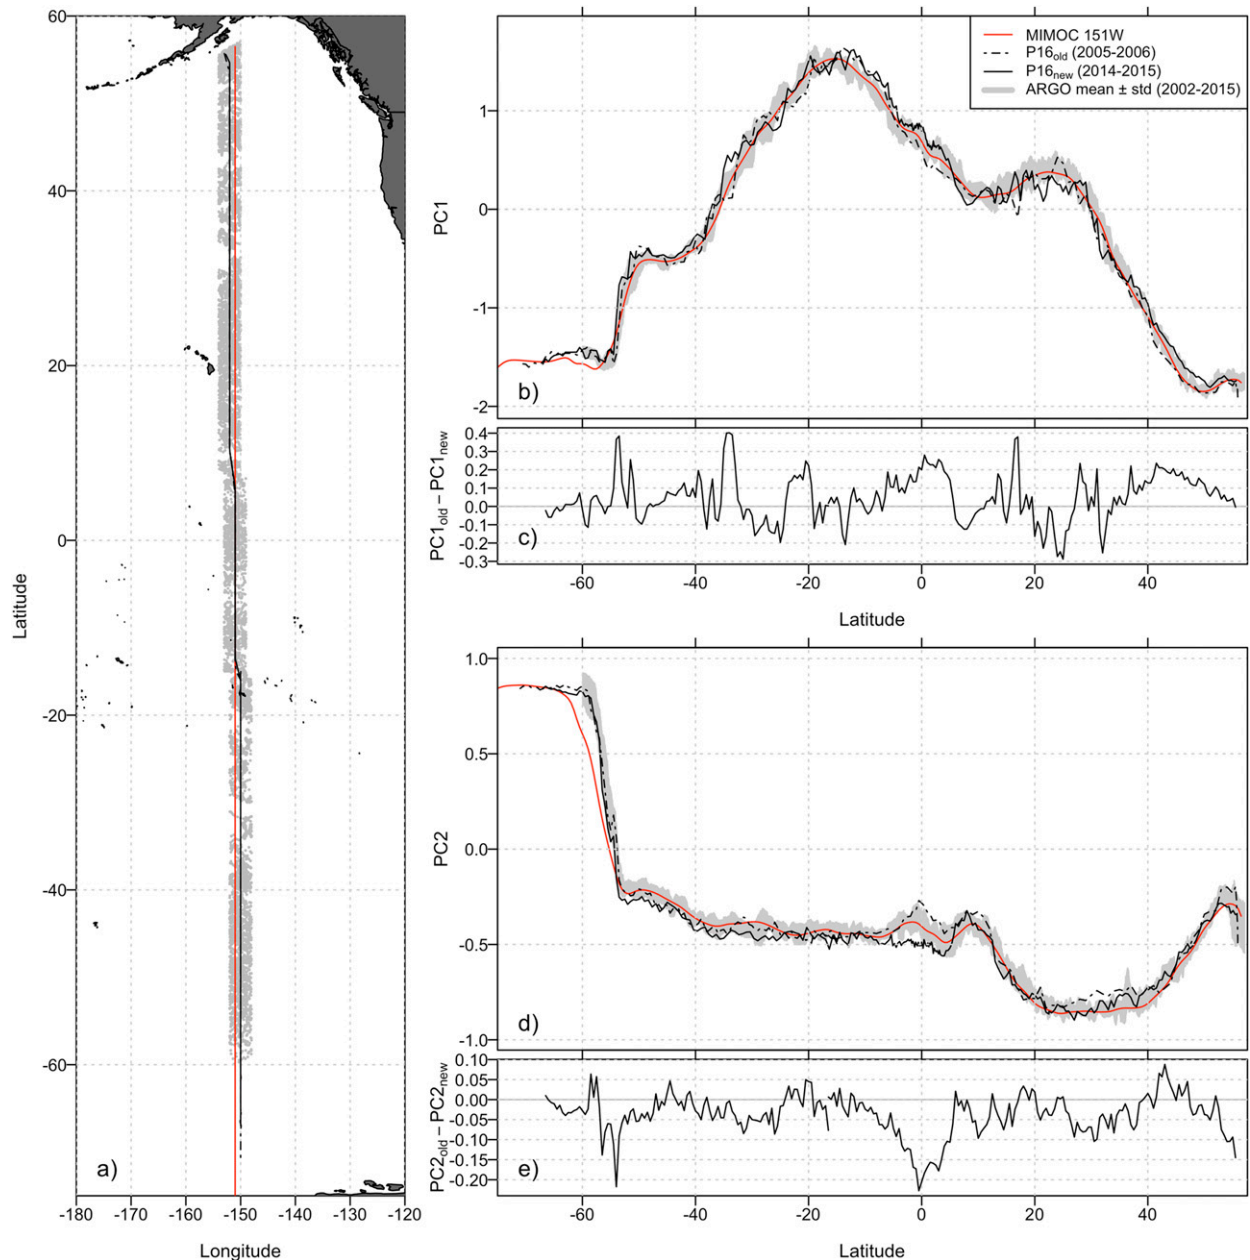 60
40
20
0
-20
-40
-60
Latitude
a)
-180 -170 -160 -150 -140 -130 -120
Longitude
MIMOC 151W
P16old (2005-2006)
P16new (2014-2015)
ARGO mean ± std (2002-2015)
1
0
-1
-2
PC1
b)
0.4
0.3
0.2
0.1
0.0
-0.1
-0.2
-0.3
PC1old − PC1new
c)
-60 -40 -20 0 20 40
Latitude
1.0
0.5
0.0
-0.5
-1.0
PC2
d)
0.10
0.05
0.00
-0.05
-0.10
-0.15
-0.20
PC2old − PC2new
e)
-60 -40 -20 0 20 40
Latitude